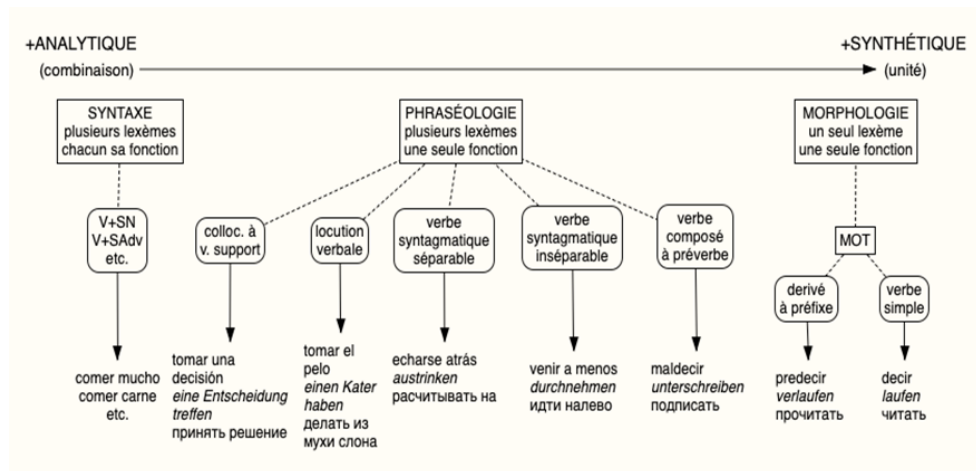 +ANALYTIQUE
+SYNTHÉTIQUE
(combinaison)
(unité)
SYNTAXE
plusieurs lexèmes
chacun sa fonction
PHRASÉOLOGIE
plusieurs lexèmes
une seule fonction
MORPHOLOGIE
un seul lexème
une seule fonction
V+SN
V+SAdv
etc.
colloc. à
v. support
locution
verbale
verbe
syntagmatique
séparable
verbe
syntagmatique
inséparable
verbe
composé
à préverbe
MOT
derivé
à préfixe
verbe
simple
comer mucho
comer carne
etc.
tomar una
decisión
eine Entscheidung
treffen
принять решение
tomar el
pelo
einen Kater
haben
делать из
мухи слона
echarse atrás
austrinken
расчитывать на
venir a menos
durchnehmen
идти налево
maldecir
unterschreiben
подписать
predecir
verlaufen
прочитать
decir
laufen
читать